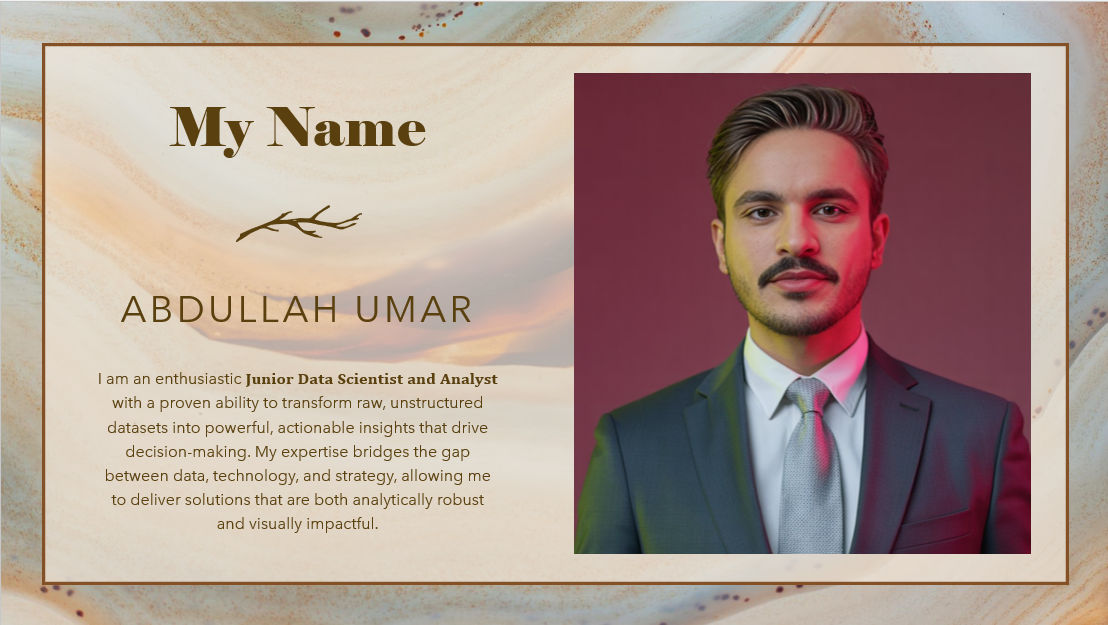 My Name
ABDULLAH UMAR
I am an enthusiastic Junior Data Scientist and Analyst
with a proven ability to transform raw, unstructured
datasets into powerful, actionable insights that drive
decision-making. My expertise bridges the gap
between data, technology, and strategy, allowing me
to deliver solutions that are both analytically robust
and visually impactful.